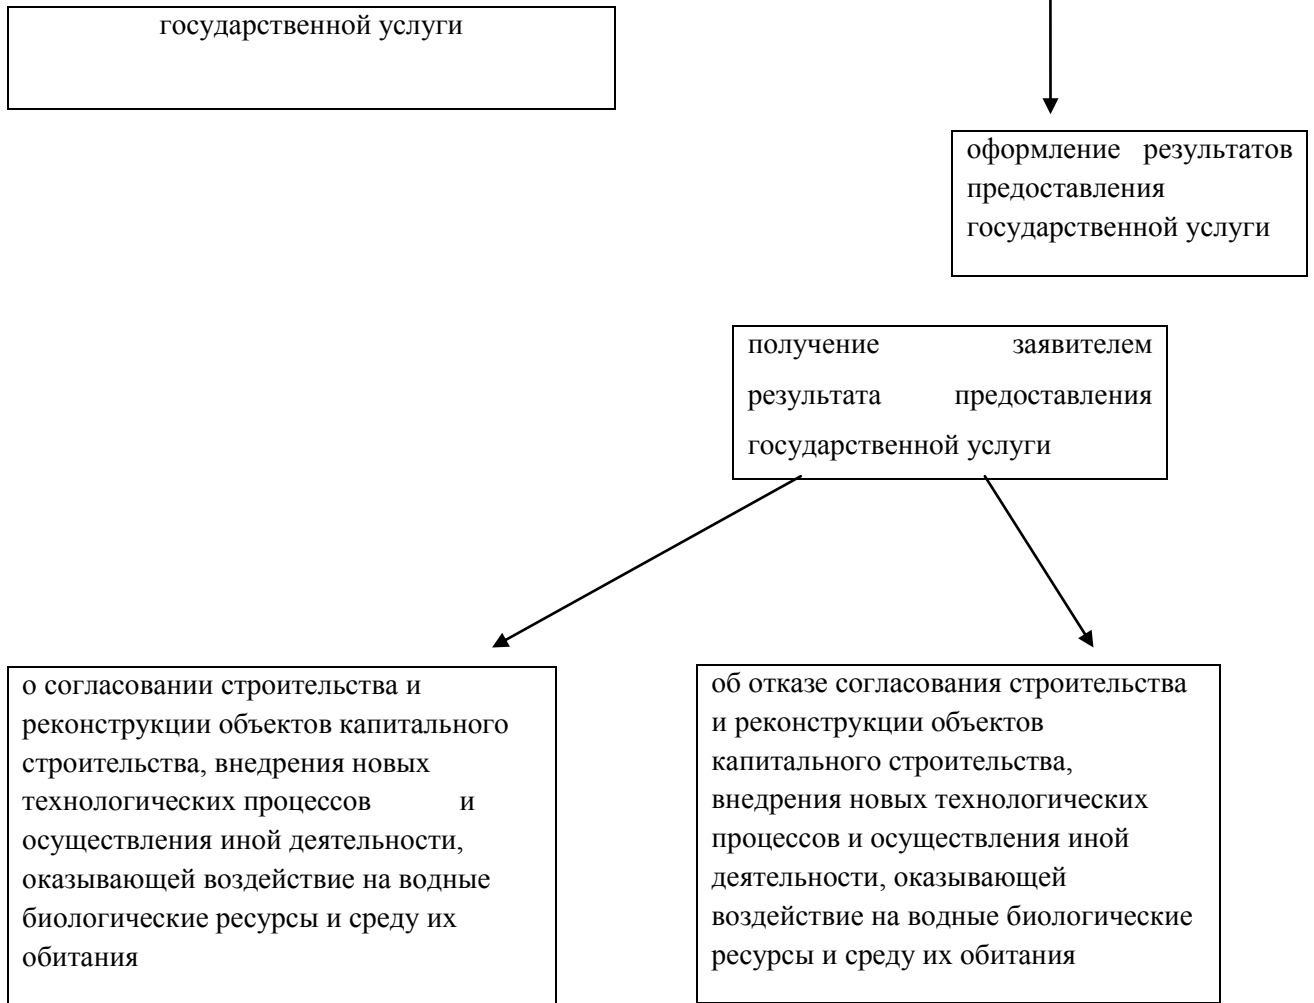 государственной услуги
оформление результатов
предоставления
государственной услуги
получение заявителем
результата предоставления
государственной услуги
о согласовании строительства и
реконструкции объектов капитального
строительства, внедрения новых
технологических процессов и
осуществления иной деятельности,
оказывающей воздействие на водные
биологические ресурсы и среду их
обитания
об отказе согласования строительства
и реконструкции объектов
капитального строительства,
внедрения новых технологических
процессов и осуществления иной
деятельности, оказывающей
воздействие на водные биологические
ресурсы и среду их обитания